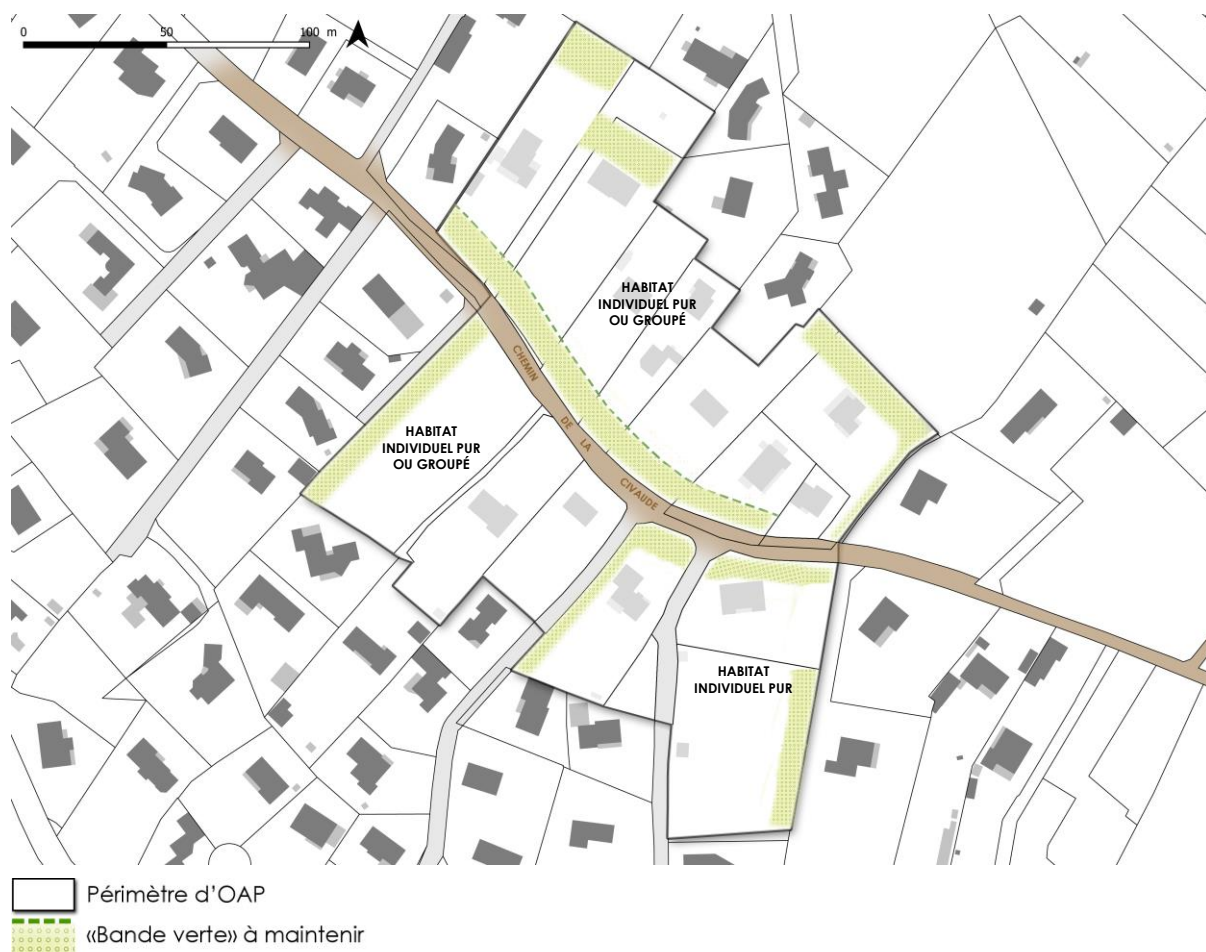 0 50 100 m
HABITAT
INDIVIDUEL PUR
OU GROUPÉ
CHEMIN DE LA CIVAUDE
HABITAT
INDIVIDUEL PUR
OU GROUPÉ
HABITAT
INDIVIDUEL PUR
Périmètre d'OAP
«Bande verte» à maintenir